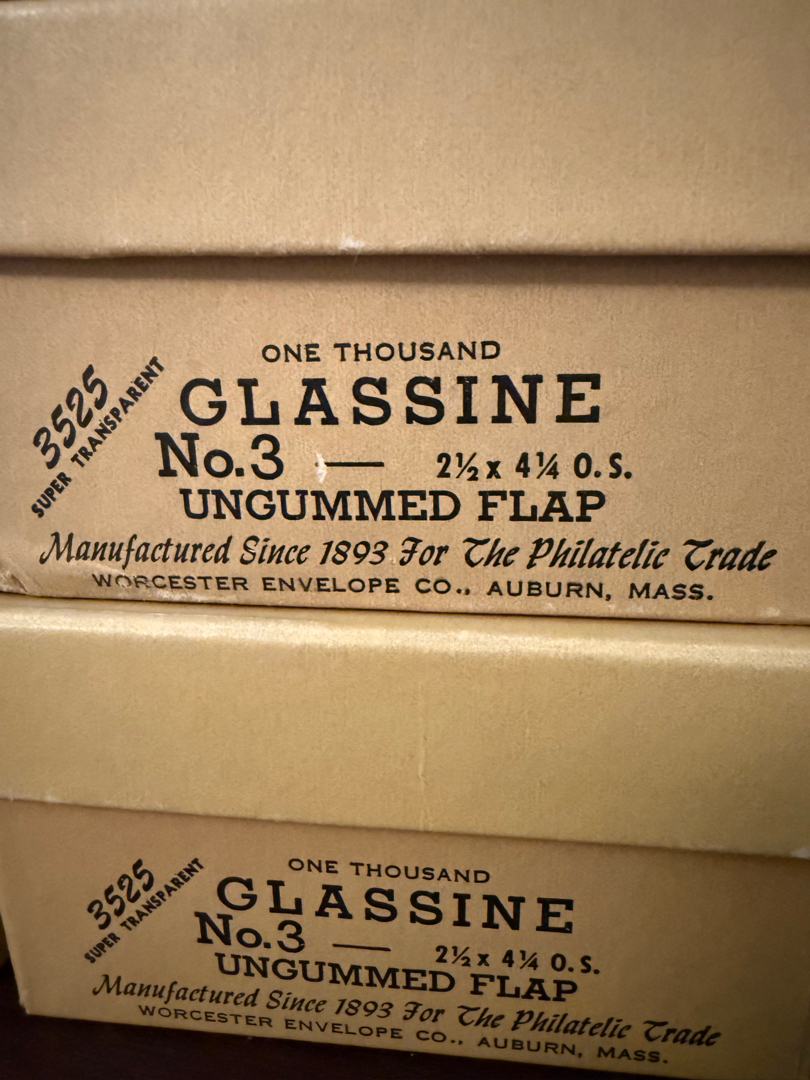 3525
SUPER TRANSPARENT
ONE THOUSAND
GLASSINE
No.3 — 2½ x 4¼ O.S.
UNGUMMED FLAP
Manufactured Since 1893 For The Philatelic Trade
WORCESTER ENVELOPE CO., AUBURN, MASS.
3525
SUPER TRANSPARENT
ONE THOUSAND
GLASSINE
No.3 — 2½ x 4¼ O.S.
UNGUMMED FLAP
Manufactured Since 1893 For The Philatelic Trade
WORCESTER ENVELOPE CO., AUBURN, MASS.